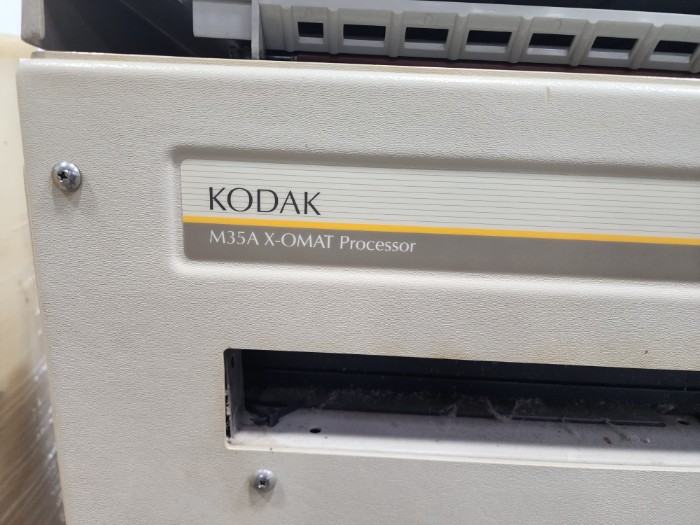 KODAK
M35A X-OMAT Processor